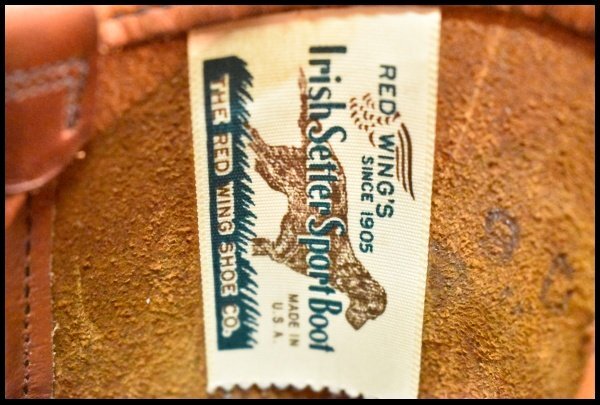 RED WING'S
SINCE 1905
Irish Setter Sport Boot
MADE IN
U.S.A.
THE RED WING SHOE CO.